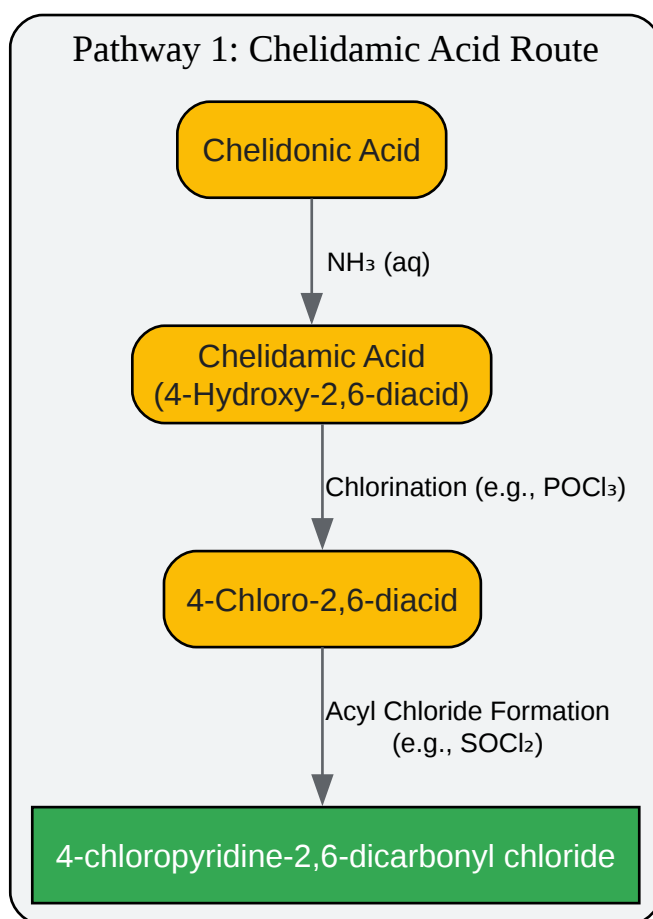 Pathway 1: Chelidamic Acid Route
Chelidonic Acid
NH₃ (aq)
Chelidamic Acid
(4-Hydroxy-2,6-diacid)
Chlorination (e.g., POCl₃)
4-Chloro-2,6-diacid
Acyl Chloride Formation
(e.g., SOCl₂)
4-chloropyridine-2,6-dicarbonyl chloride